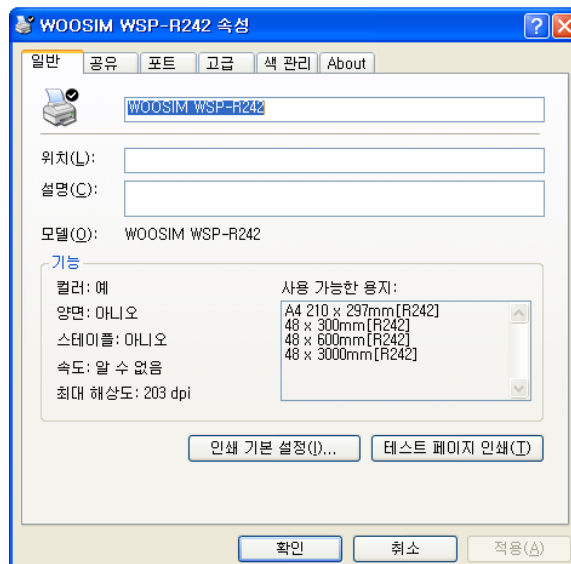 WOOSIM WSP-R242 속성
일반 공유 포트 고급 색 관리 About
WOOSIM WSP-R242
위치(L):
설명(C):
모델(O): WOOSIM WSP-R242
기능
컬러: 예
사용 가능한 용지:
양면: 아니오
스테이플: 아니오
속도: 알 수 없음
최대 해상도: 203 dpi
A4 210 x 297mm[R242]
48 x 300mm[R242]
48 x 600mm[R242]
48 x 3000mm[R242]
인쇄 기본 설정(I)... 테스트 페이지 인쇄(T)
확인 취소 적용(A)